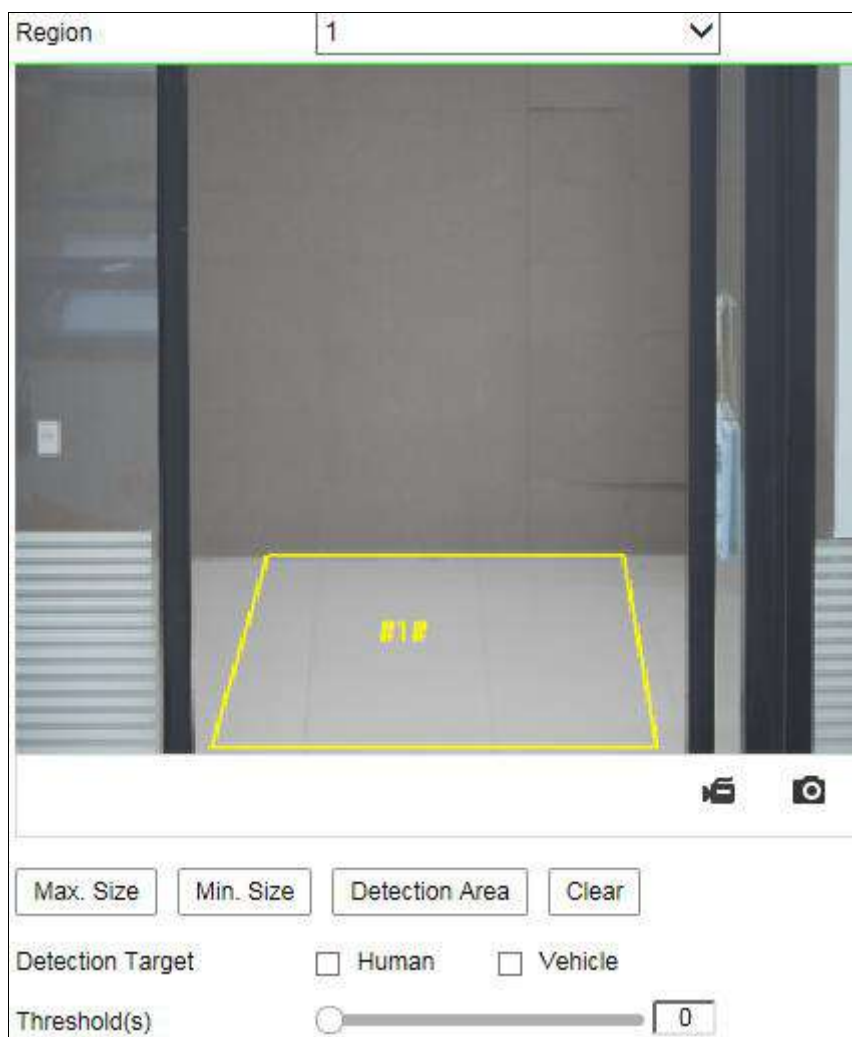 Region 1
#1#
Max. Size Min. Size Detection Area Clear
Detection Target Human Vehicle
Threshold(s) 0